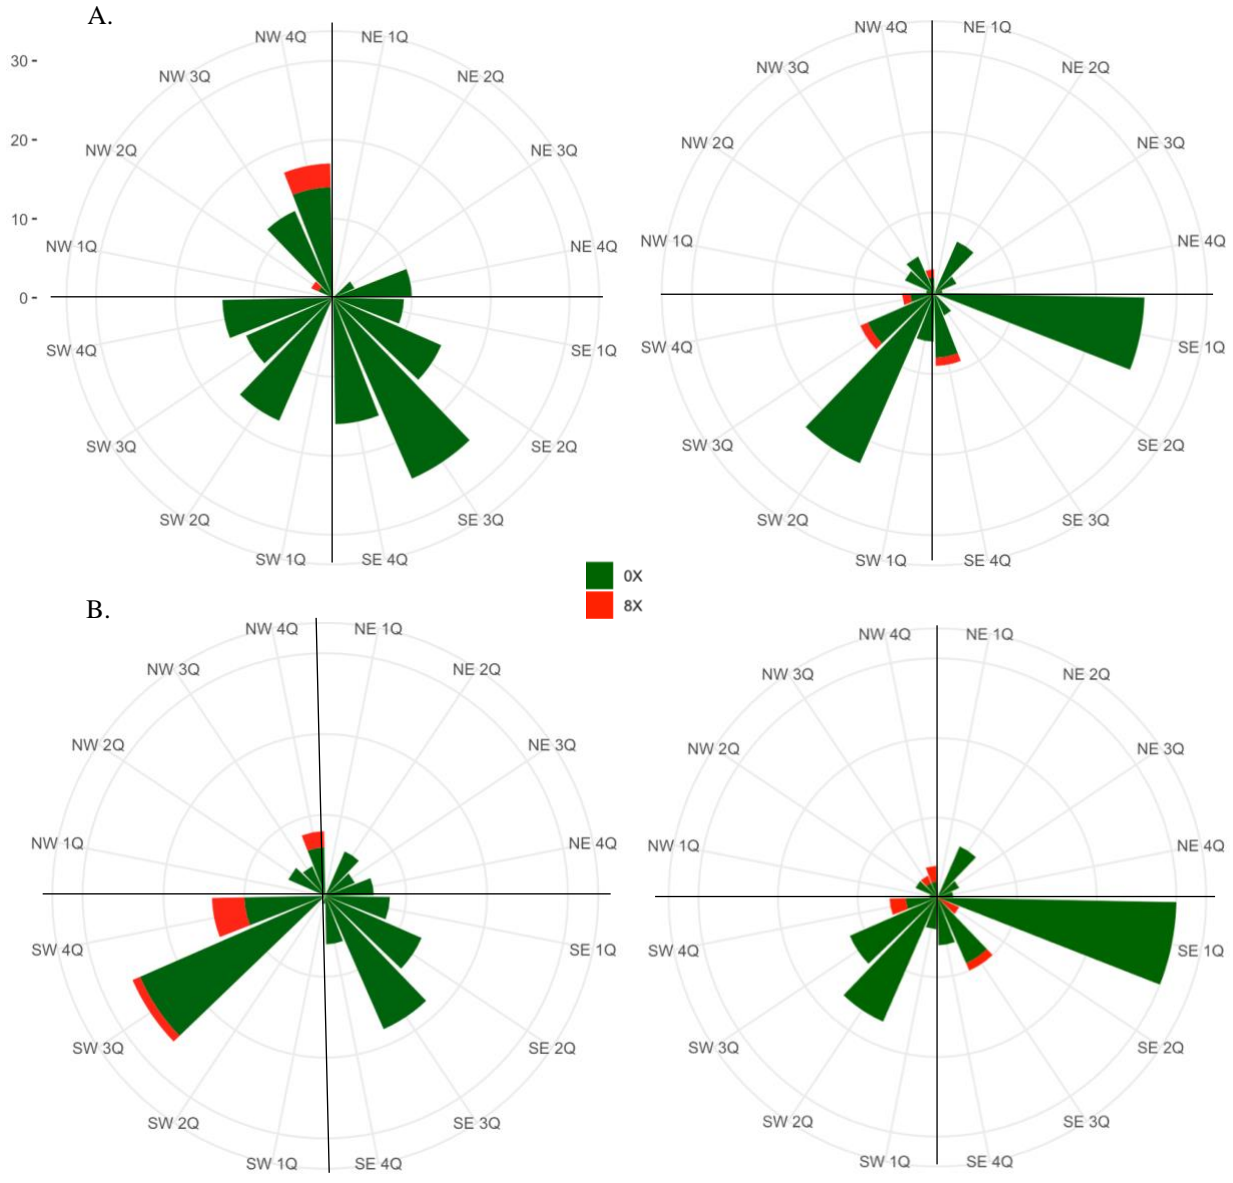 A.
NW 4Q NE 1Q
NW 3Q NE 2Q
NW 2Q NE 3Q
NW 1Q NE 4Q
SW 4Q SE 1Q
SW 3Q SE 2Q
SW 2Q SE 3Q
SW 1Q SE 4Q
30
20
10
0
NW 4Q NE 1Q
NW 3Q NE 2Q
NW 2Q NE 3Q
NW 1Q NE 4Q
SW 4Q SE 1Q
SW 3Q SE 2Q
SW 2Q SE 3Q
SW 1Q SE 4Q
0X
8X
B.
NW 4Q NE 1Q
NW 3Q NE 2Q
NW 2Q NE 3Q
NW 1Q NE 4Q
SW 4Q SE 1Q
SW 3Q SE 2Q
SW 2Q SE 3Q
SW 1Q SE 4Q
NW 4Q NE 1Q
NW 3Q NE 2Q
NW 2Q NE 3Q
NW 1Q NE 4Q
SW 4Q SE 1Q
SW 3Q SE 2Q
SW 2Q SE 3Q
SW 1Q SE 4Q